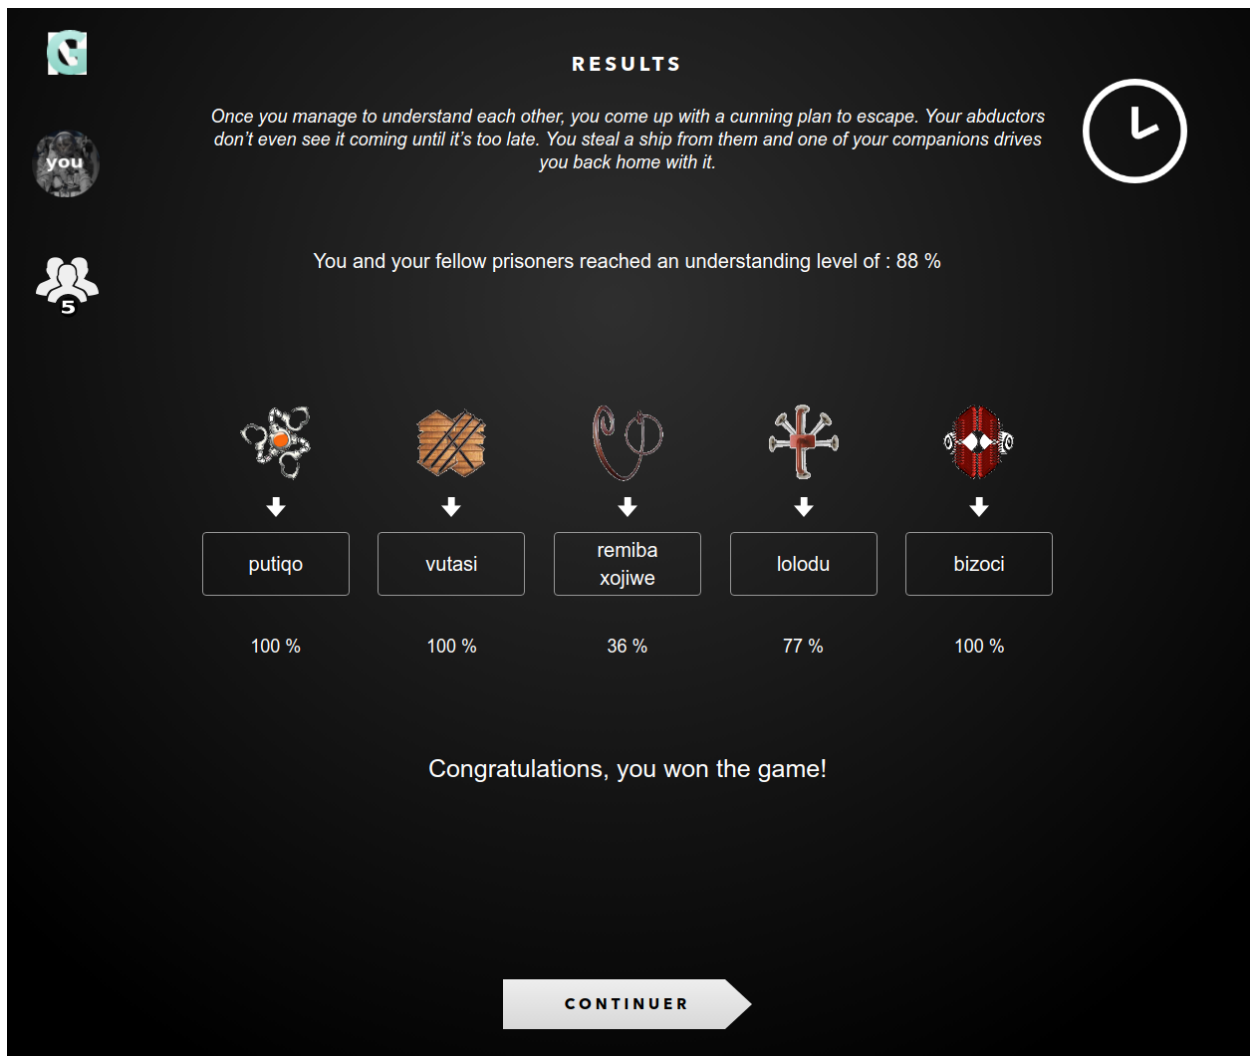 G
RESULTS
Once you manage to understand each other, you come up with a cunning plan to escape. Your abductors
don't even see it coming until it's too late. You steal a ship from them and one of your companions drives
you back home with it.
you
You and your fellow prisoners reached an understanding level of : 88 %
5
putiqo
vutasi
remiba
xojiwe
lolodu
bizoci
100 %
100 %
36 %
77 %
100 %
Congratulations, you won the game!
CONTINUER